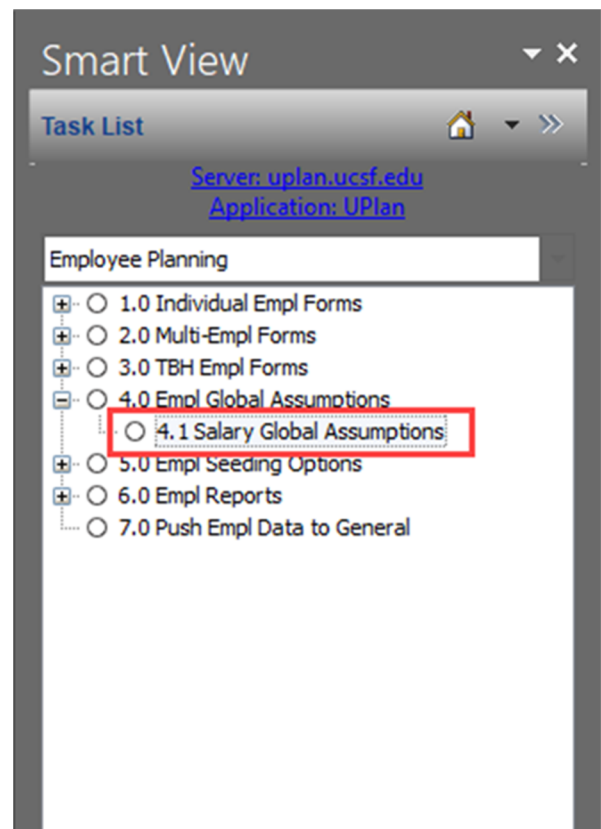 Smart View
Task List
Server: uplan.ucsf.edu
Application: UPlan
Employee Planning
1.0 Individual Empl Forms
2.0 Multi-Empl Forms
3.0 TBH Empl Forms
4.0 Empl Global Assumptions
4.1 Salary Global Assumptions
5.0 Empl Seeding Options
6.0 Empl Reports
7.0 Push Empl Data to General